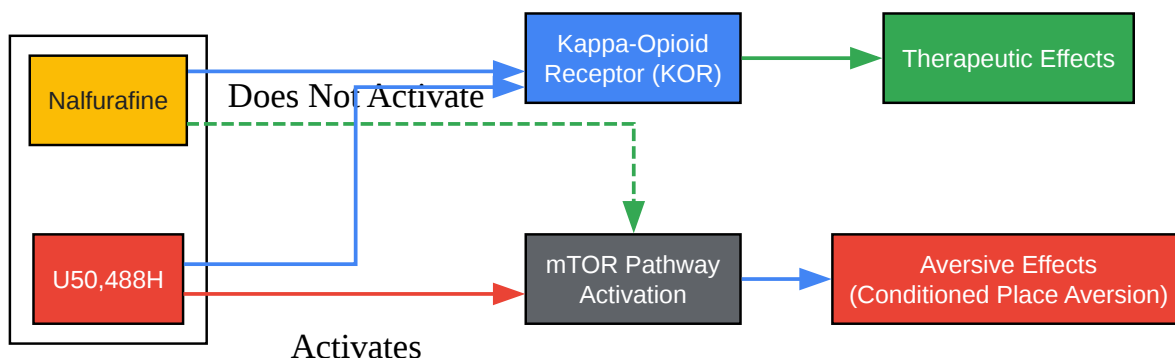 Kappa-Opioid
Receptor (KOR)
Therapeutic Effects
Nalfurafine
Does Not Activate
U50,488H
mTOR Pathway
Activation
Aversive Effects
(Conditioned Place Aversion)
Activates